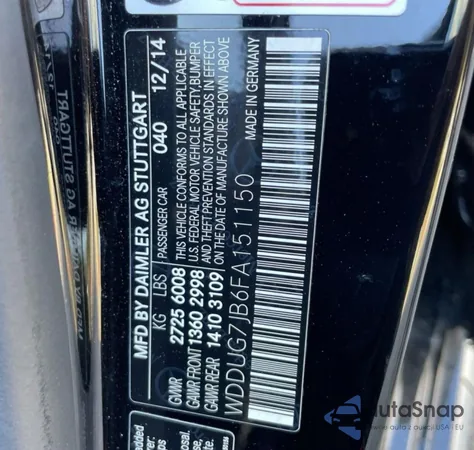 MFD BY DAIMLER AG STUTTGART
KG LBS PASSENGER CAR 040 12/14
GWR 2725 6008 THIS VEHICLE CONFORMS TO ALL APPLICABLE
GAWR FRONT 1360 2998 U.S. FEDERAL MOTOR VEHICLE SAFETY, BUMPER
GAWR REAR 1410 3109 AND THEFT PREVENTION STANDARDS IN EFFECT
ON THE DATE OF MANUFACTURE SHOWN ABOVE
WDDUG7JB6FA151150 MADE IN GERMANY
AutoSnap